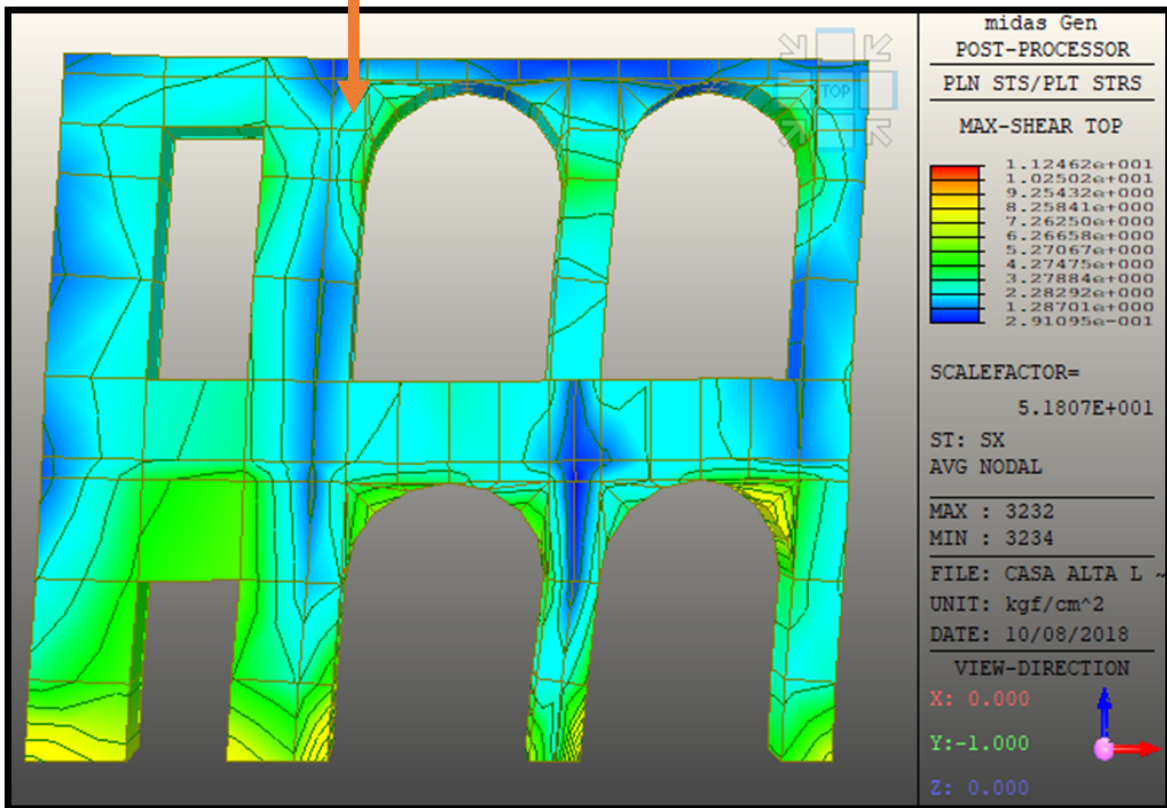 midas Gen
POST-PROCESSOR
PLN STS/PLT STRS
MAX-SHEAR TOP
1.12462e+001
1.02502e+001
9.25432e+000
8.25841e+000
7.26250e+000
6.26658e+000
5.27067e+000
4.27475e+000
3.27884e+000
2.28292e+000
1.28701e+000
2.91095e-001
SCALEFACTOR=
5.1807E+001
ST: SX
AVG NODAL
MAX : 3232
MIN : 3234
FILE: CASA ALTA L ~
UNIT: kgf/cm^2
DATE: 10/08/2018
VIEW-DIRECTION
X: 0.000
Y:-1.000
Z: 0.000
TOP